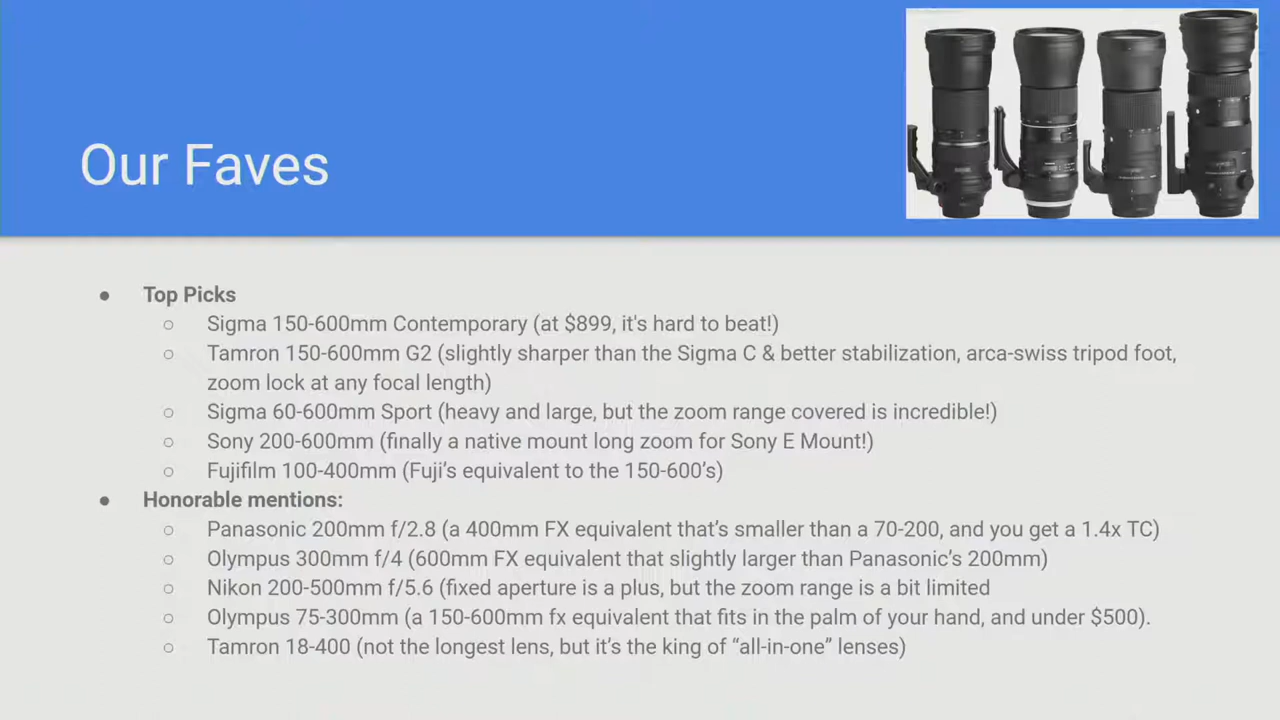 Our Faves
● Top Picks
○ Sigma 150-600mm Contemporary (at $899, it's hard to beat!)
○ Tamron 150-600mm G2 (slightly sharper than the Sigma C & better stabilization, arca-swiss tripod foot,
zoom lock at any focal length)
○ Sigma 60-600mm Sport (heavy and large, but the zoom range covered is incredible!)
○ Sony 200-600mm (finally a native mount long zoom for Sony E Mount!)
○ Fujifilm 100-400mm (Fuji’s equivalent to the 150-600’s)
● Honorable mentions:
○ Panasonic 200mm f/2.8 (a 400mm FX equivalent that’s smaller than a 70-200, and you get a 1.4x TC)
○ Olympus 300mm f/4 (600mm FX equivalent that slightly larger than Panasonic’s 200mm)
○ Nikon 200-500mm f/5.6 (fixed aperture is a plus, but the zoom range is a bit limited
○ Olympus 75-300mm (a 150-600mm fx equivalent that fits in the palm of your hand, and under $500).
○ Tamron 18-400 (not the longest lens, but it’s the king of “all-in-one” lenses)